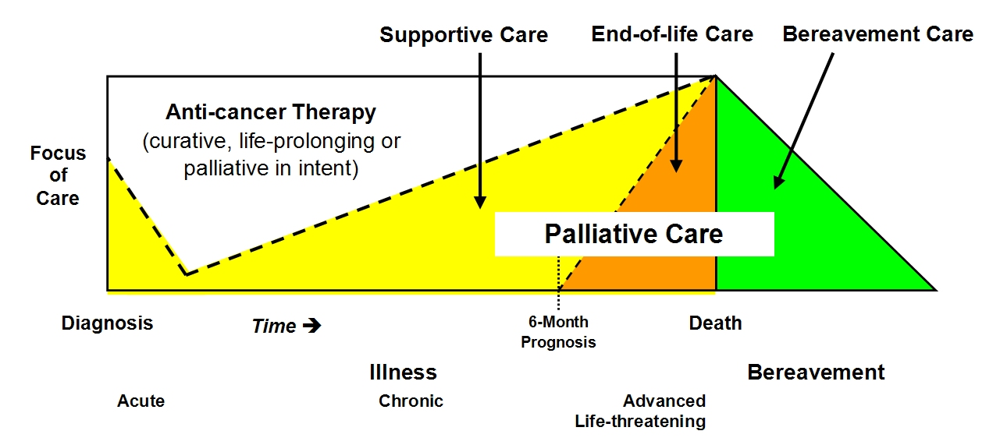 Supportive Care
End-of-life Care
Bereavement Care
Anti-cancer Therapy
(curative, life-prolonging or
palliative in intent)
Focus
of
Care
Palliative Care
Diagnosis
Time ➔
6-Month
Prognosis
Death
Illness
Bereavement
Acute
Chronic
Advanced
Life-threatening